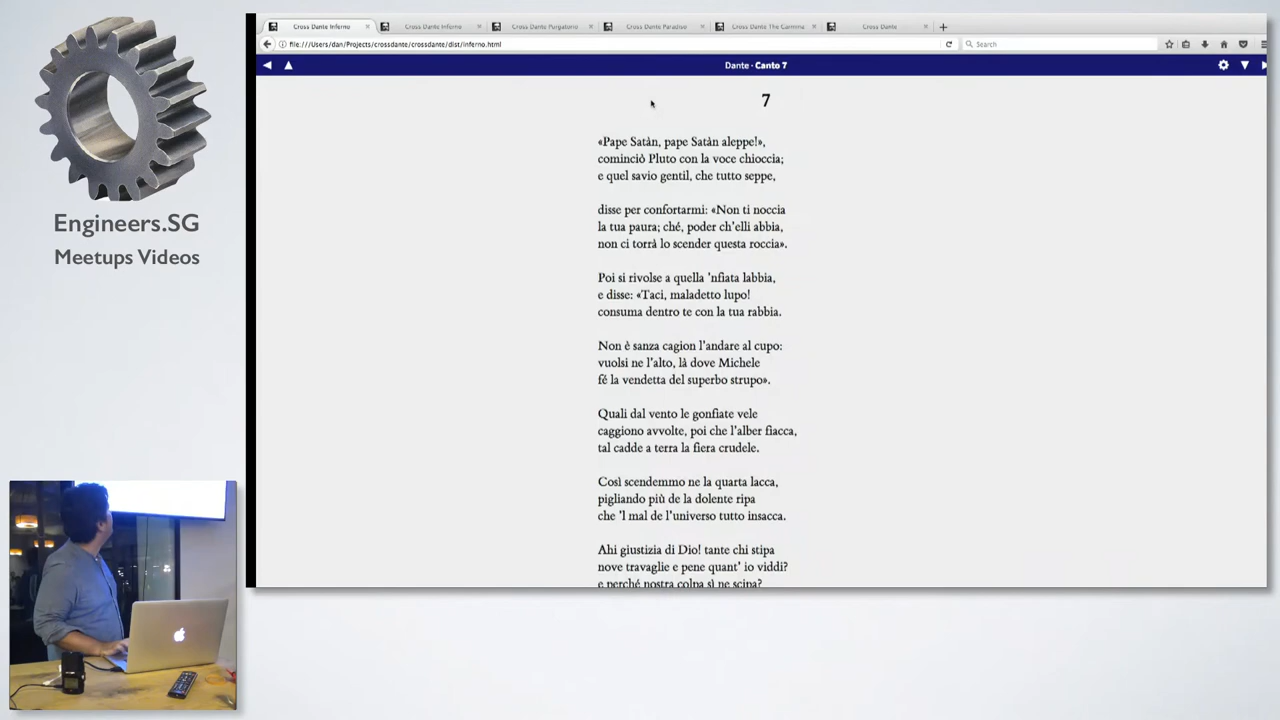 Cross Dante Inferno
Cross Dante Inferno
Cross Dante Purgatorio
Cross Dante Paradiso
Cross Dante The Commedia
Cross Dante
file:///Users/dan/Projects/crossdante/crossdante/dist/inferno.html
Search
Dante · Canto 7
7
«Pape Satàn, pape Satàn aleppe!»,
cominciò Pluto con la voce chioccia;
e quel savio gentil, che tutto seppe,
disse per confortarmi: «Non ti noccia
la tua paura; ché, poder ch'elli abbia,
non ci torrà lo scender questa roccia».
Poi si rivolse a quella 'nfiata labbia,
e disse: «Taci, maladetto lupo!
consuma dentro te con la tua rabbia.
Non è sanza cagion l'andare al cupo:
vuolsi ne l'alto, là dove Michele
fé la vendetta del superbo strupo».
Quali dal vento le gonfiate vele
caggiono avvolte, poi che l'alber fiacca,
tal cadde a terra la fiera crudele.
Così scendemmo ne la quarta lacca,
pigliando più de la dolente ripa
che 'l mal de l'universo tutto insacca.
Ahi giustizia di Dio! tante chi stipa
nove travaglie e pene quant' io viddi?
e perché nostra colpa sì ne scipa?
Engineers.SG
Meetups Videos